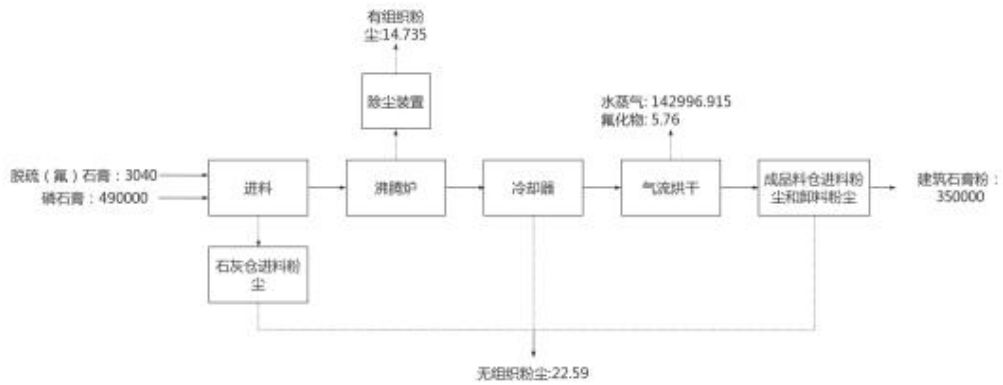 有组织粉
尘:14.735
除尘装置
水蒸气: 142996.915
氟化物: 5.76
脱硫（氟）石膏：3040
磷石膏：490000
进料
沸腾炉
冷却器
气流烘干
成品料仓进料粉
尘和卸料粉尘
建筑石膏粉：
350000
石灰仓进料粉
尘
无组织粉尘:22.59